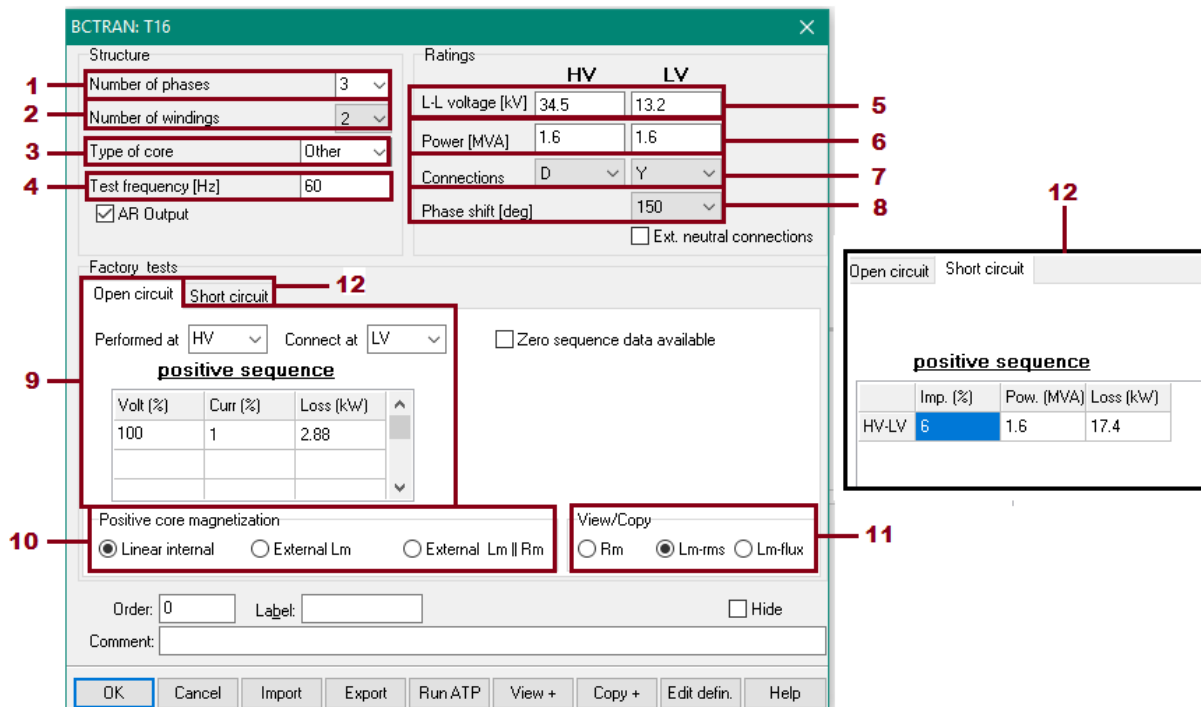 BCTRAN: T16
Structure
Ratings
HV LV
1 Number of phases 3
2 Number of windings 2
3 Type of core Other
4 Test frequency [Hz] 60
AR Output
L-L voltage [kV] 34.5 13.2 5
Power [MVA] 1.6 1.6 6
Connections D Y 7
Phase shift [deg] 150 8
Ext. neutral connections
Factory tests
Open circuit Short circuit 12
Performed at HV Connect at LV
Zero sequence data available
9
positive sequence
Volt (%) Curr (%) Loss (kW)
100 1 2.88
10 Positive core magnetization
Linear internal External Lm External Lm || Rm
View/Copy
Rm Lm-rms Lm-flux 11
Order: 0 Label: Hide
Comment:
OK Cancel Import Export Run ATP View + Copy + Edit defin. Help
12
Open circuit Short circuit
positive sequence
Imp. (%) Pow. (MVA) Loss (kW)
HV-LV 6 1.6 17.4